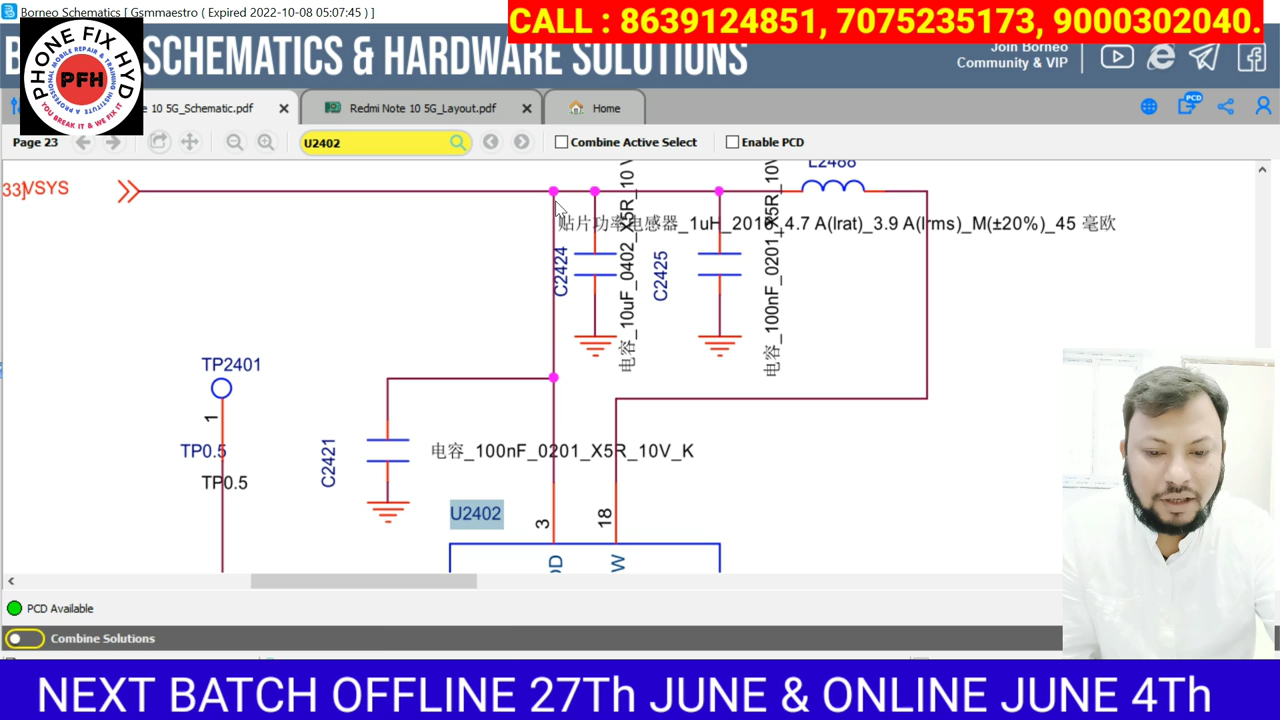 Borneo Schematics [ Gsmmaestro ( Expired 2022-10-08 05:07:45 ) ]
CALL : 8639124851, 7075235173, 9000302040.
SCHEMATICS & HARDWARE SOLUTIONS
Join Borneo
Community & VIP
PHONE FIX HYD
PROFESSIONAL MOBILE REPAIR & TRAINING INSTITUTE
PFH
YOU BREAK IT & WE FIX IT
e 10 5G_Schematic.pdf
Redmi Note 10 5G_Layout.pdf
Home
PCD
Page 23
U2402
Combine Active Select
Enable PCD
33]VSYS
L2488
贴片功率电感器_1uH_2016_4.7 A(Irat)_3.9 A(Irms)_M(±20%)_45 毫欧
C2424
电容_10uF_0402_X5R_10V
C2425
电容_100nF_0201_X5R_10V
TP2401
1
TP0.5
TP0.5
C2421
电容_100nF_0201_X5R_10V_K
U2402
3
18
PCD Available
Combine Solutions
NEXT BATCH OFFLINE 27Th JUNE & ONLINE JUNE 4Th